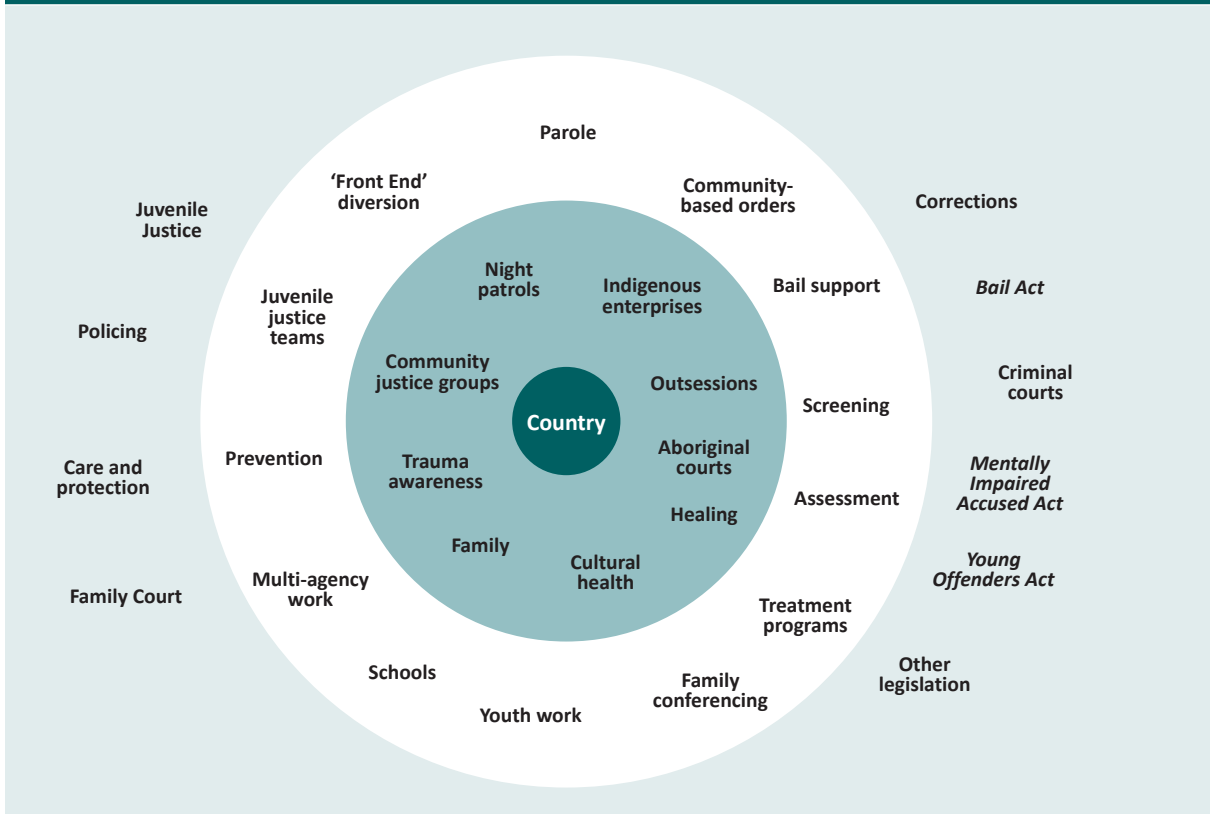 Parole
'Front End'
diversion
Community-
based orders
Juvenile
Justice
Corrections
Night
patrols
Indigenous
enterprises
Bail support
Bail Act
Juvenile
justice
teams
Policing
Community
justice groups
Outsessions
Criminal
courts
Screening
Country
Prevention
Trauma
awareness
Aboriginal
courts
Care and
protection
Mentally
Impaired
Accused Act
Assessment
Healing
Family
Cultural
health
Young
Offenders Act
Family Court
Multi-agency
work
Treatment
programs
Schools
Family
conferencing
Other
legislation
Youth work